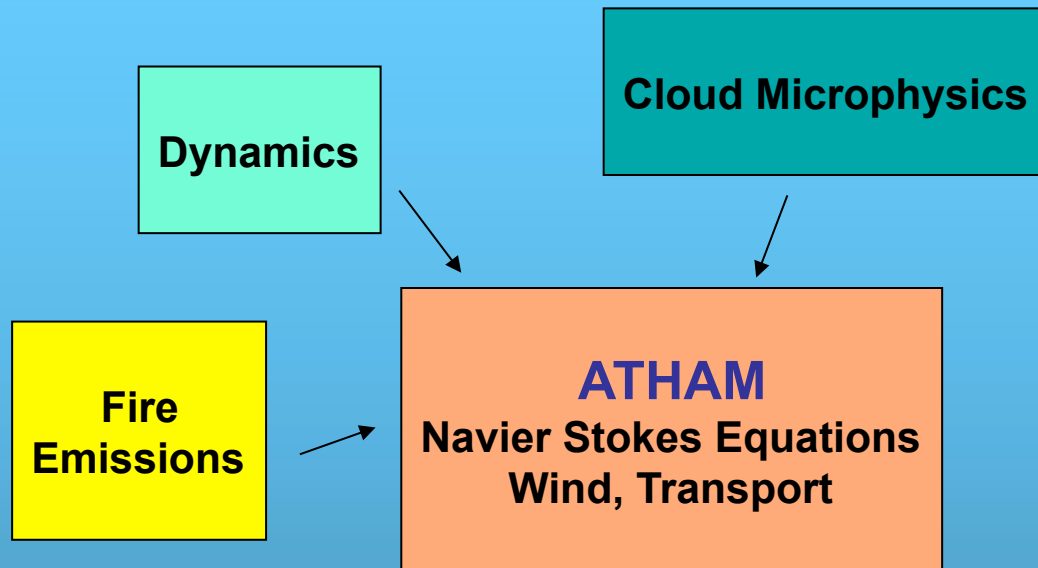 Cloud Microphysics
Dynamics
Fire
Emissions
ATHAM
Navier Stokes Equations
Wind, Transport